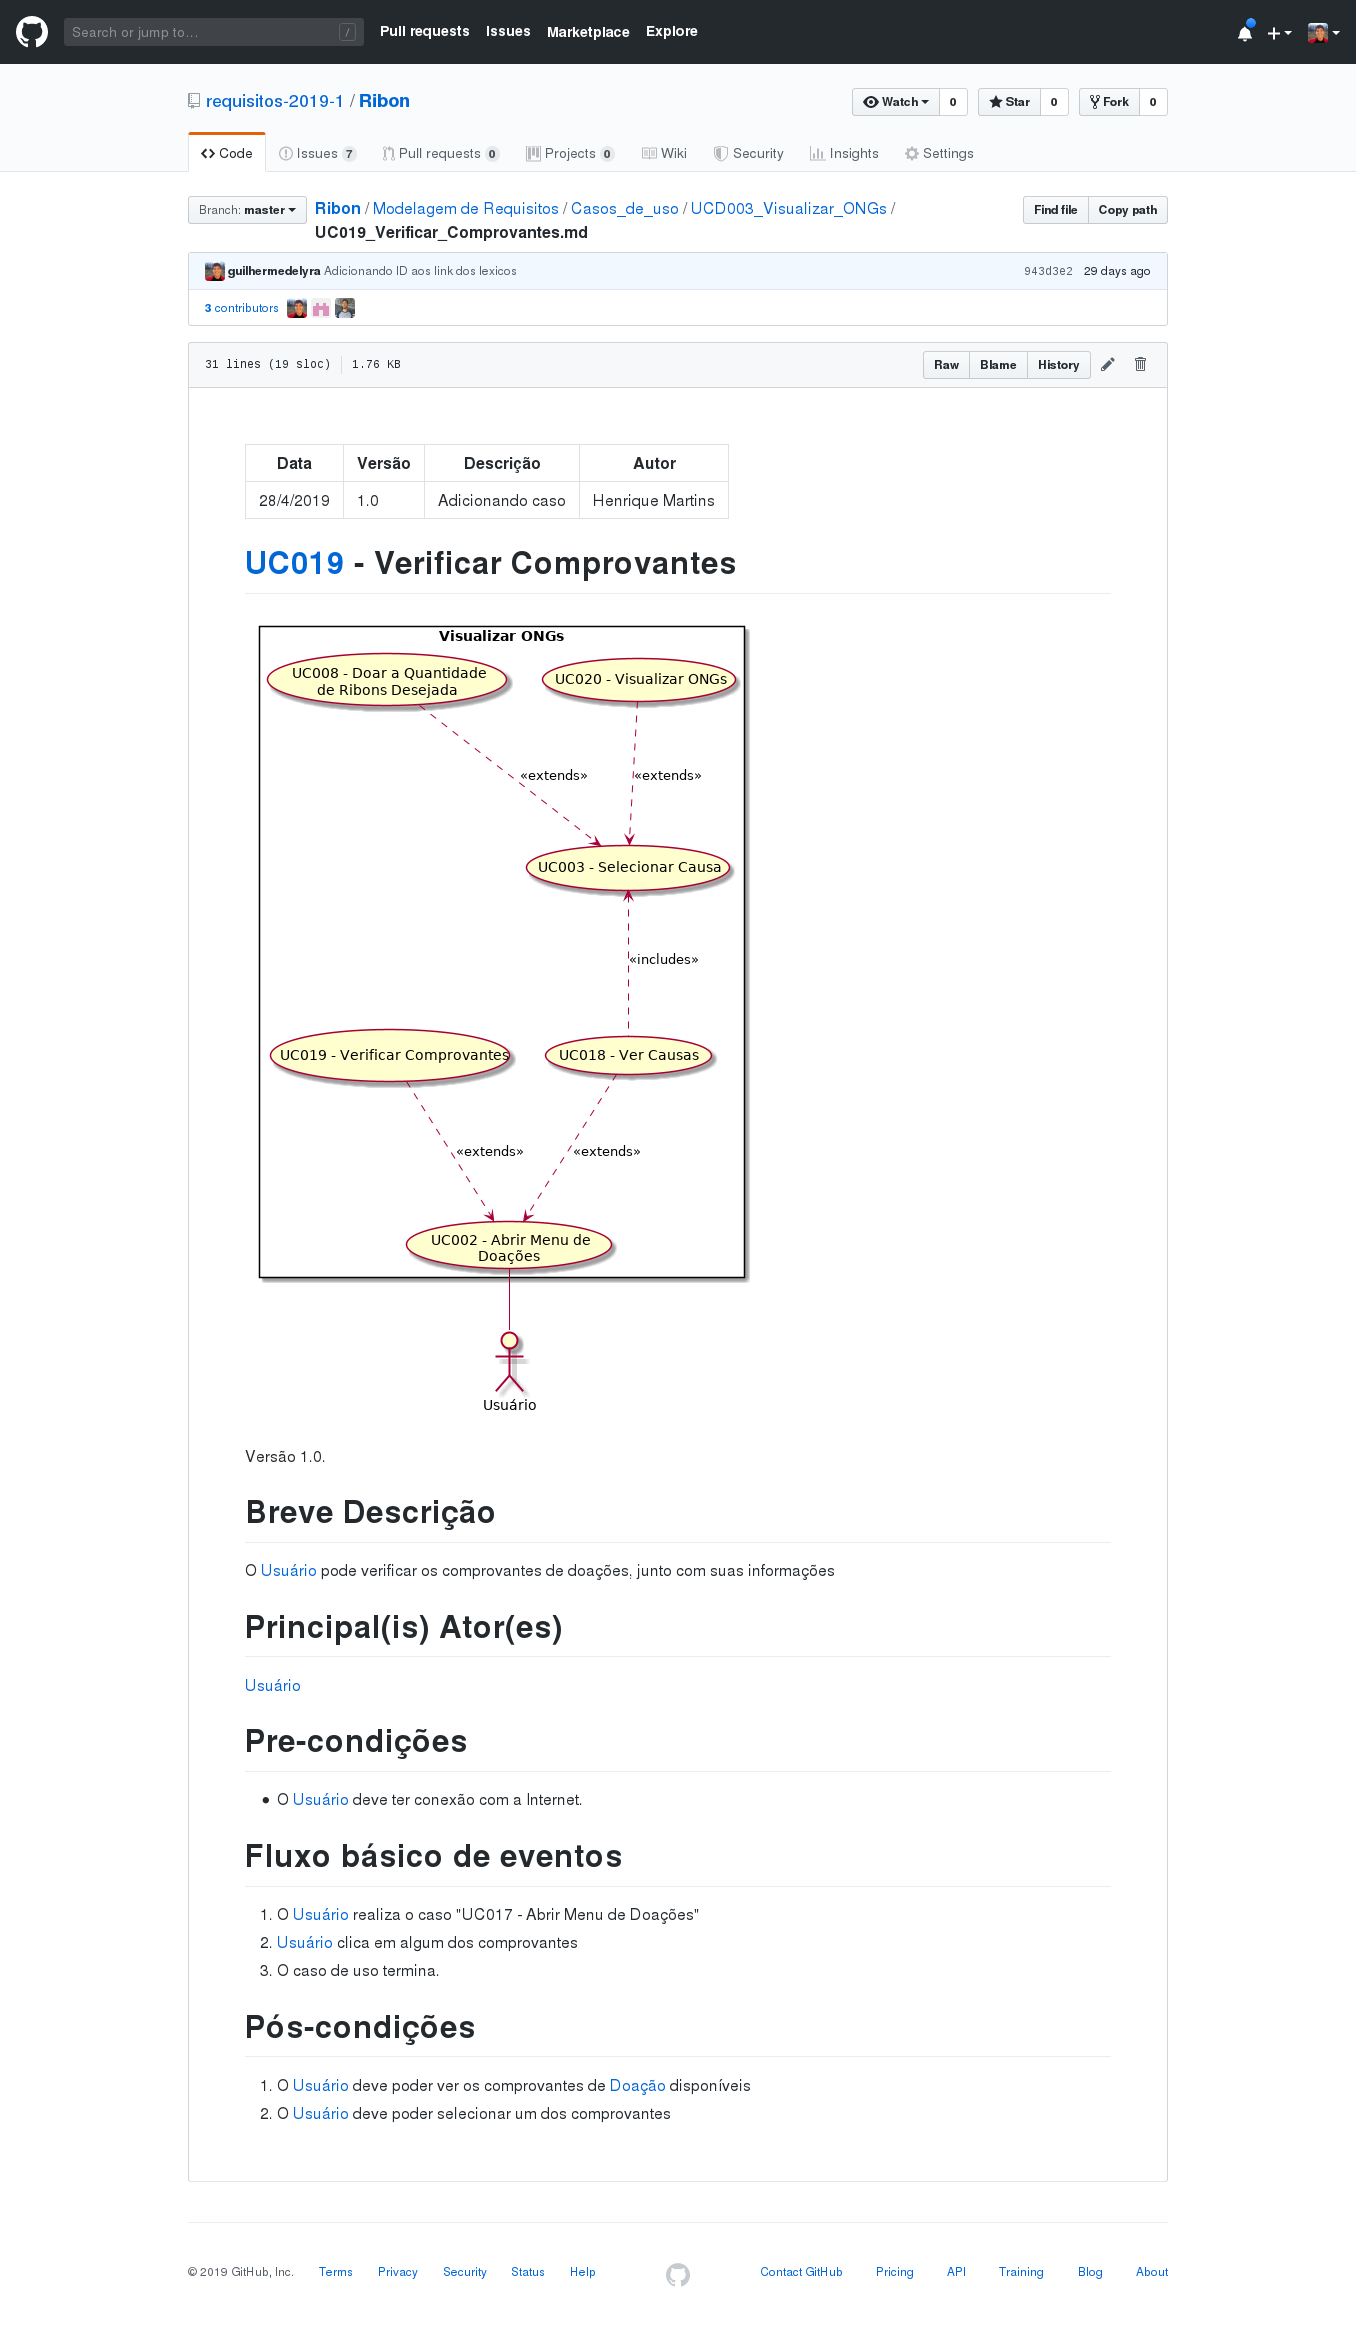 Search or jump to… /
Pull requests Issues Marketplace Explore
requisitos-2019-1 / Ribon
Watch 0 Star 0 Fork 0
Code Issues 7 Pull requests 0 Projects 0 Wiki Security Insights Settings
Branch: master Ribon / Modelagem de Requisitos / Casos_de_uso / UCD003_Visualizar_ONGs /
UC019_Verificar_Comprovantes.md
Find file Copy path
guilhermedelyra Adicionando ID aos link dos lexicos 943d3e2 29 days ago
3 contributors
31 lines (19 sloc) 1.76 KB Raw Blame History
Data Versão Descrição Autor
28/4/2019 1.0 Adicionando caso Henrique Martins
UC019 - Verificar Comprovantes
Visualizar ONGs
UC008 - Doar a Quantidade
de Ribons Desejada
UC020 - Visualizar ONGs
«extends» «extends»
UC003 - Selecionar Causa
«includes»
UC019 - Verificar Comprovantes UC018 - Ver Causas
«extends» «extends»
UC002 - Abrir Menu de
Doações
Usuário
Versão 1.0.
Breve Descrição
O Usuário pode verificar os comprovantes de doações, junto com suas informações
Principal(is) Ator(es)
Usuário
Pre-condições
• O Usuário deve ter conexão com a Internet.
Fluxo básico de eventos
1. O Usuário realiza o caso "UC017 - Abrir Menu de Doações"
2. Usuário clica em algum dos comprovantes
3. O caso de uso termina.
Pós-condições
1. O Usuário deve poder ver os comprovantes de Doação disponíveis
2. O Usuário deve poder selecionar um dos comprovantes
© 2019 GitHub, Inc. Terms Privacy Security Status Help Contact GitHub Pricing API Training Blog About